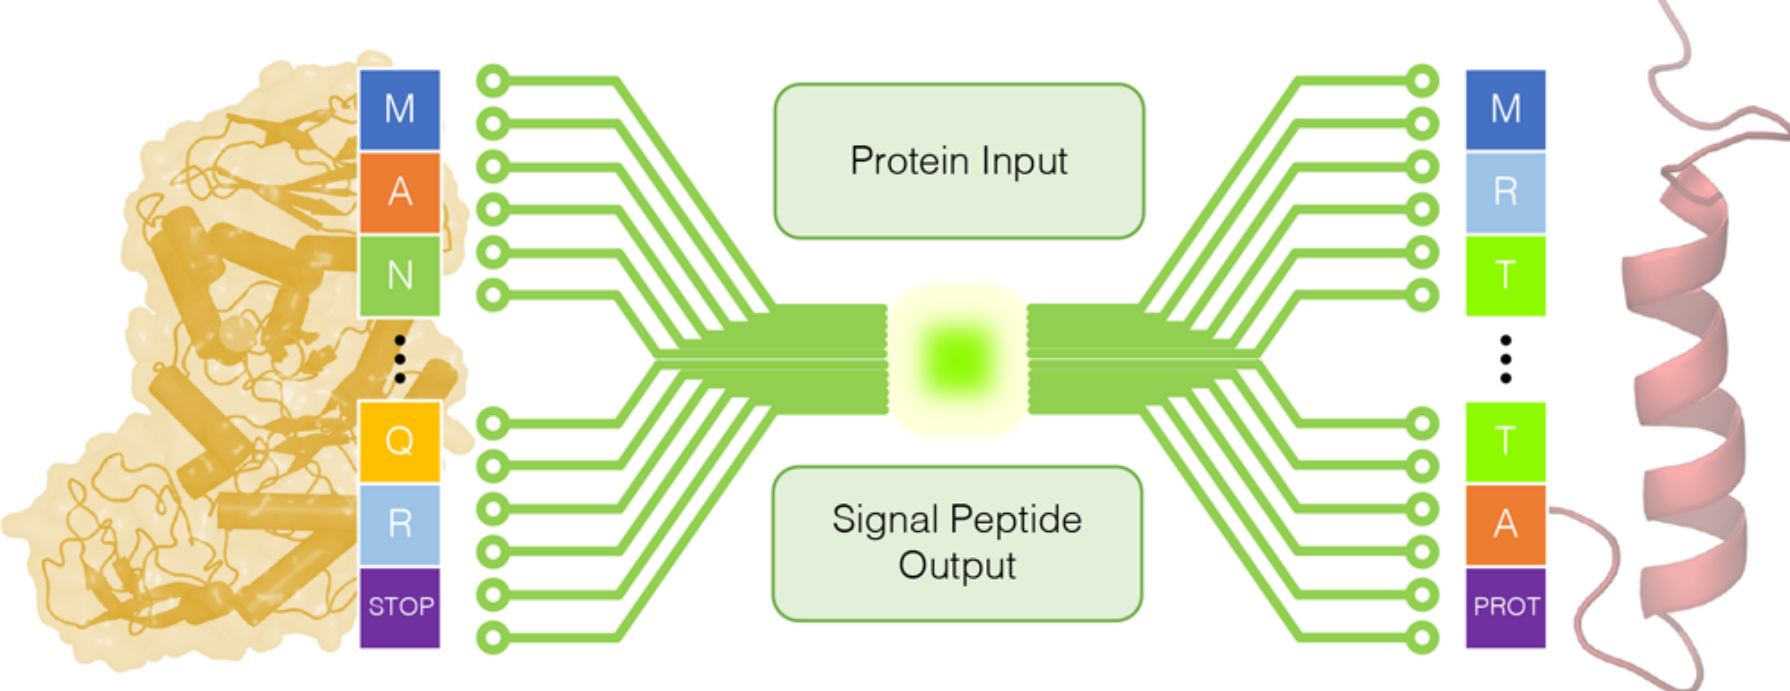 M
A
N
Q
R
STOP
Protein Input
Signal Peptide
Output
M
R
T
T
A
PROT